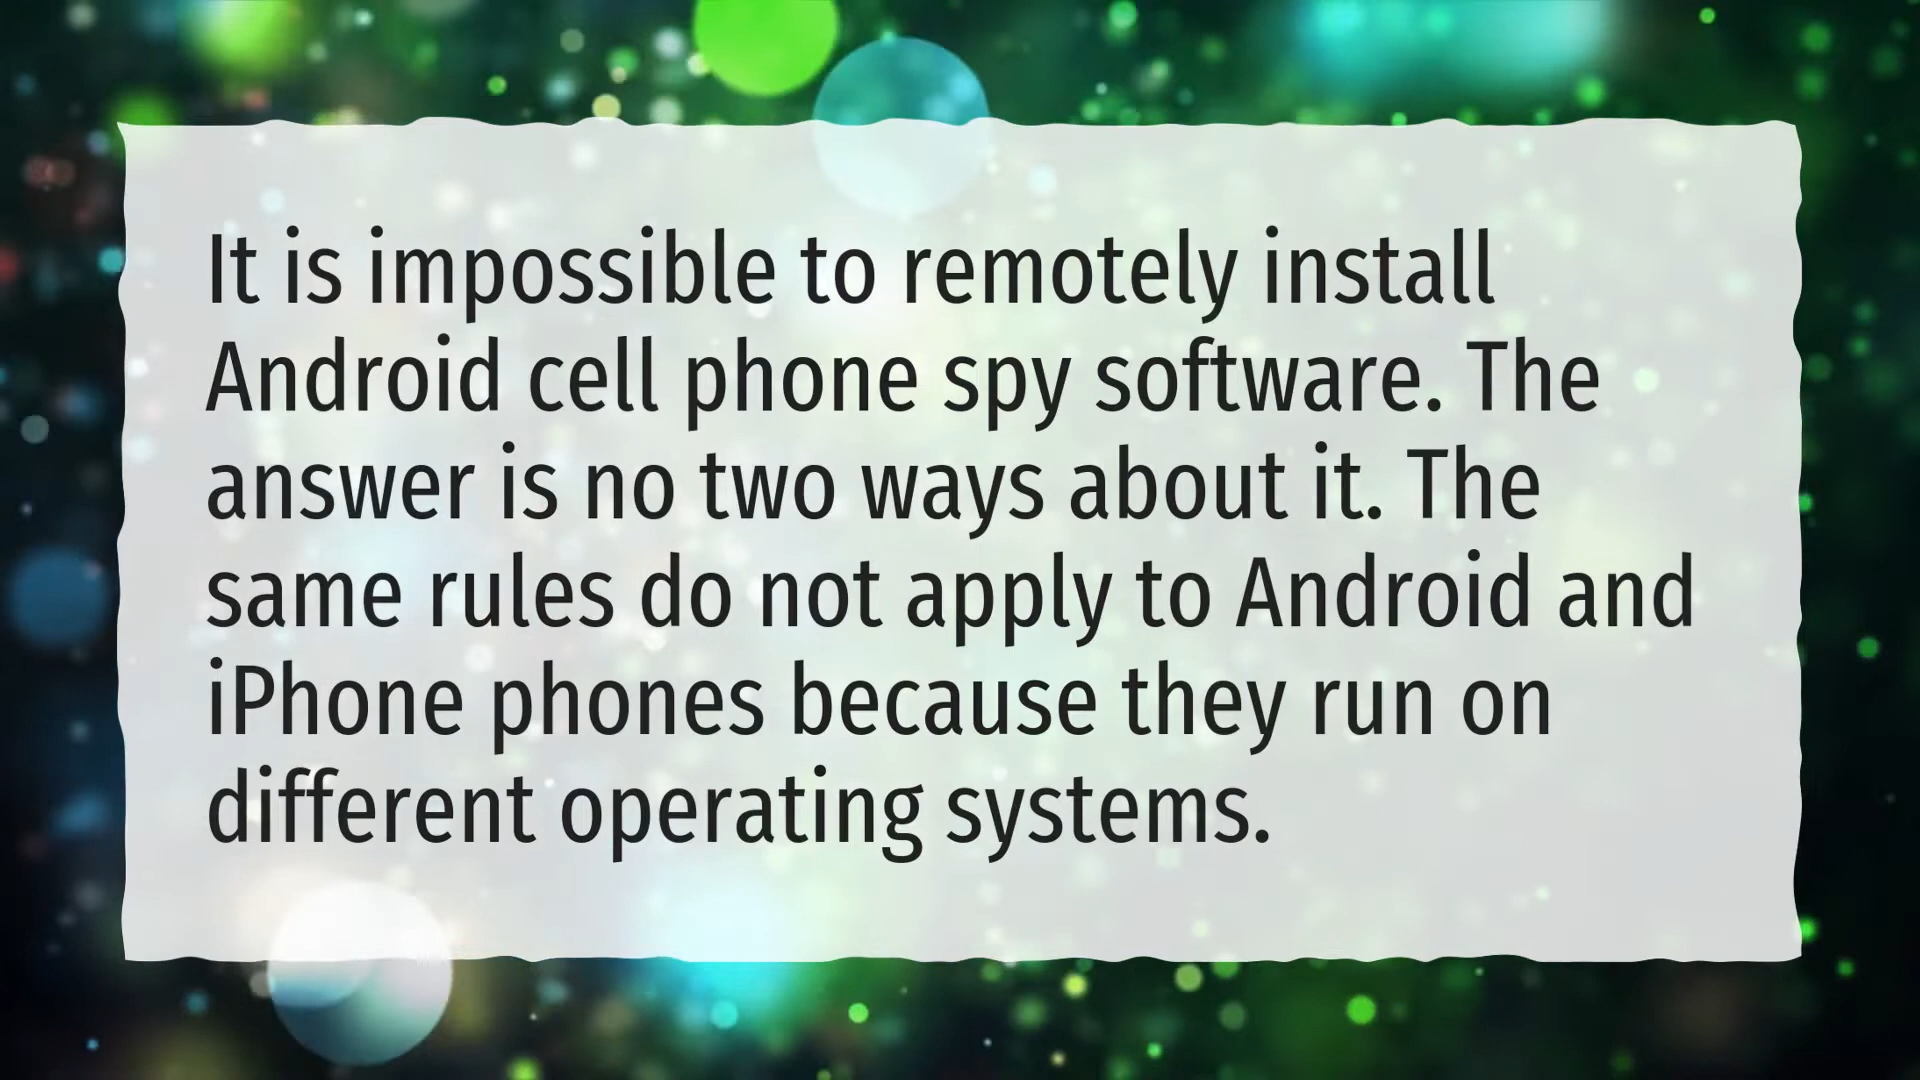 It is impossible to remotely install
Android cell phone spy software. The
answer is no two ways about it. The
same rules do not apply to Android and
iPhone phones because they run on
different operating systems.